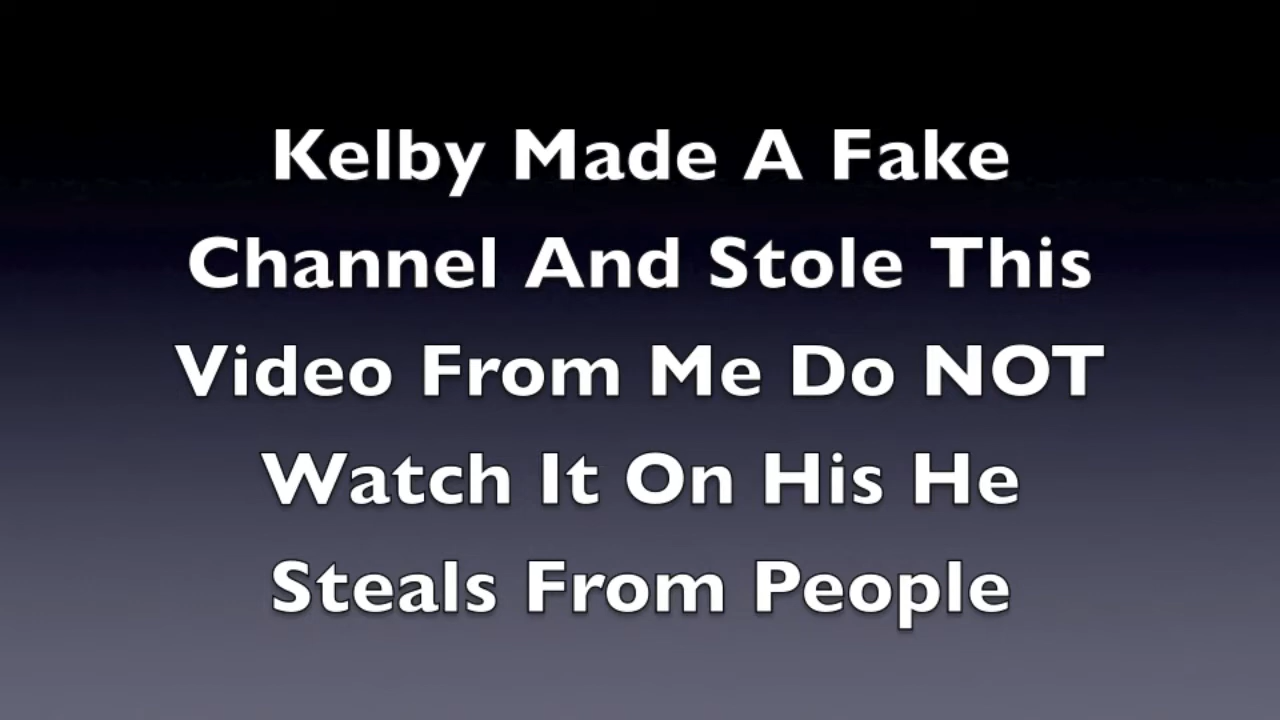 Kelby Made A Fake
Channel And Stole This
Video From Me Do NOT
Watch It On His He
Steals From People